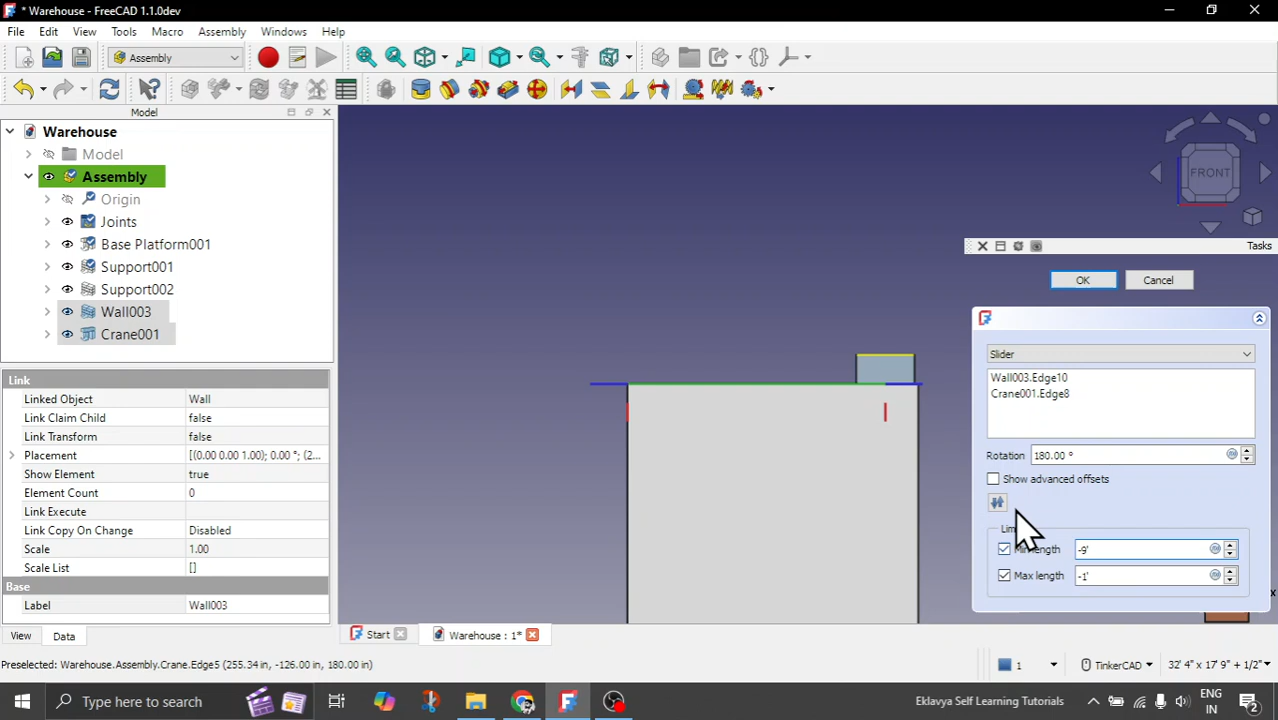 * Warehouse - FreeCAD 1.1.0dev
File Edit View Tools Macro Assembly Windows Help
Assembly
Model
Warehouse
Model
Assembly
Origin
Joints
Base Platform001
Support001
Support002
Wall003
Crane001
Link
Linked Object Wall
Link Claim Child false
Link Transform false
Placement [(0.00 0.00 1.00); 0.00 °; (2...
Show Element true
Element Count 0
Link Execute
Link Copy On Change Disabled
Scale 1.00
Scale List []
Base
Label Wall003
View Data
FRONT
Tasks
OK Cancel
Slider
Wall003.Edge10
Crane001.Edge8
Rotation 180.00 °
Show advanced offsets
Min length -9'
Max length -1'
x
Start Warehouse : 1*
Preselected: Warehouse.Assembly.Crane.Edge5 (255.34 in, -126.00 in, 180.00 in)
1 TinkerCAD 32' 4" x 17' 9" + 1/2"
Type here to search
Eklavya Self Learning Tutorials
ENG
IN
2